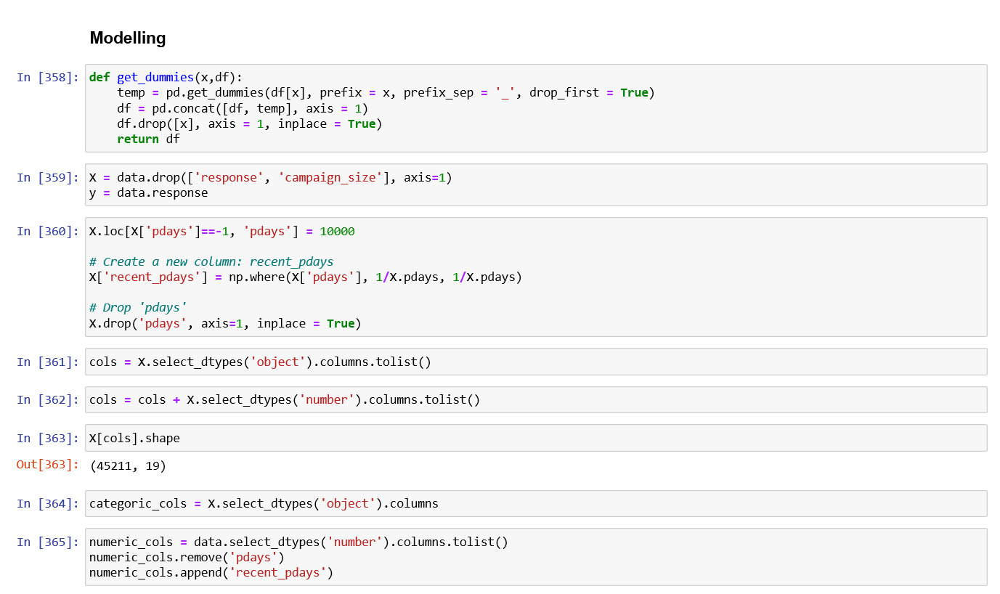 Modelling
In [358]: def get_dummies(x,df):
    temp = pd.get_dummies(df[x], prefix = x, prefix_sep = '_', drop_first = True)
    df = pd.concat([df, temp], axis = 1)
    df.drop([x], axis = 1, inplace = True)
    return df
In [359]: X = data.drop(['response', 'campaign_size'], axis=1)
y = data.response
In [360]: X.loc[X['pdays']==-1, 'pdays'] = 10000
# Create a new column: recent_pdays
X['recent_pdays'] = np.where(X['pdays'], 1/X.pdays, 1/X.pdays)
# Drop 'pdays'
X.drop('pdays', axis=1, inplace = True)
In [361]: cols = X.select_dtypes('object').columns.tolist()
In [362]: cols = cols + X.select_dtypes('number').columns.tolist()
In [363]: X[cols].shape
Out[363]: (45211, 19)
In [364]: categoric_cols = X.select_dtypes('object').columns
In [365]: numeric_cols = data.select_dtypes('number').columns.tolist()
numeric_cols.remove('pdays')
numeric_cols.append('recent_pdays')